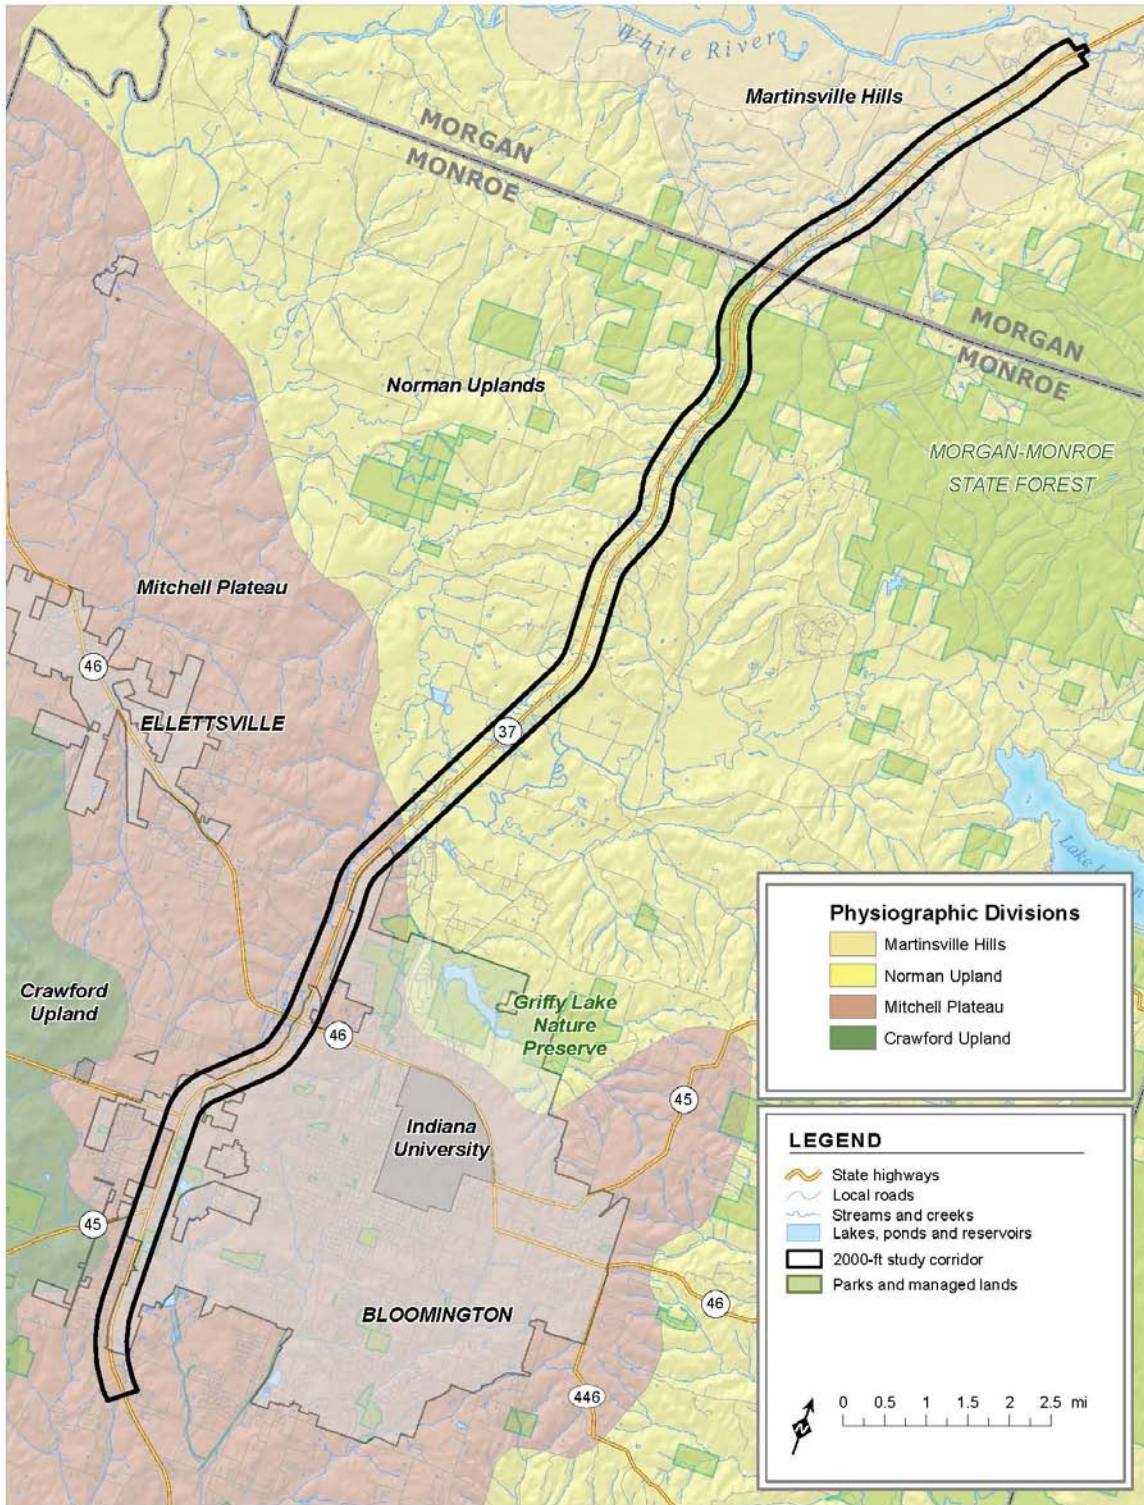 White River
Martinsville Hills
MORGAN
MONROE
MORGAN
MONROE
Norman Uplands
MORGAN-MONROE
STATE FOREST
Mitchell Plateau
46
ELLETTSVILLE
37
Lake
Physiographic Divisions
Martinsville Hills
Norman Upland
Mitchell Plateau
Crawford Upland
Crawford
Upland
Griffy Lake
Nature
Preserve
46
45
Indiana
University
LEGEND
State highways
Local roads
Streams and creeks
Lakes, ponds and reservoirs
2000-ft study corridor
Parks and managed lands
45
BLOOMINGTON
46
446
N
0 0.5 1 1.5 2 2.5 mi